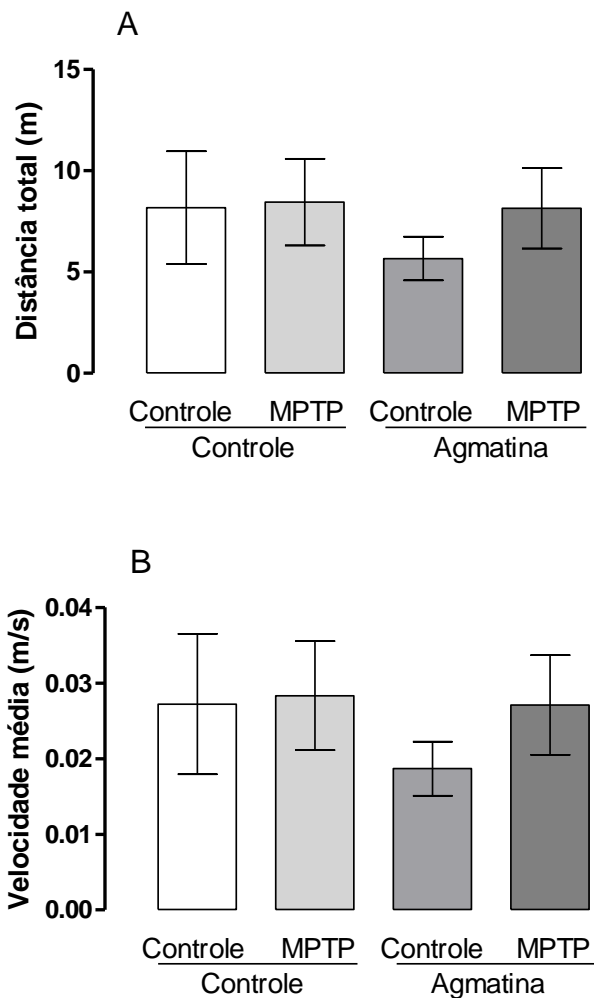 A
Distância total (m)
15
10
5
0
Controle MPTP Controle MPTP
Controle Agmatina
B
Velocidade média (m/s)
0.04
0.03
0.02
0.01
0.00
Controle MPTP Controle MPTP
Controle Agmatina